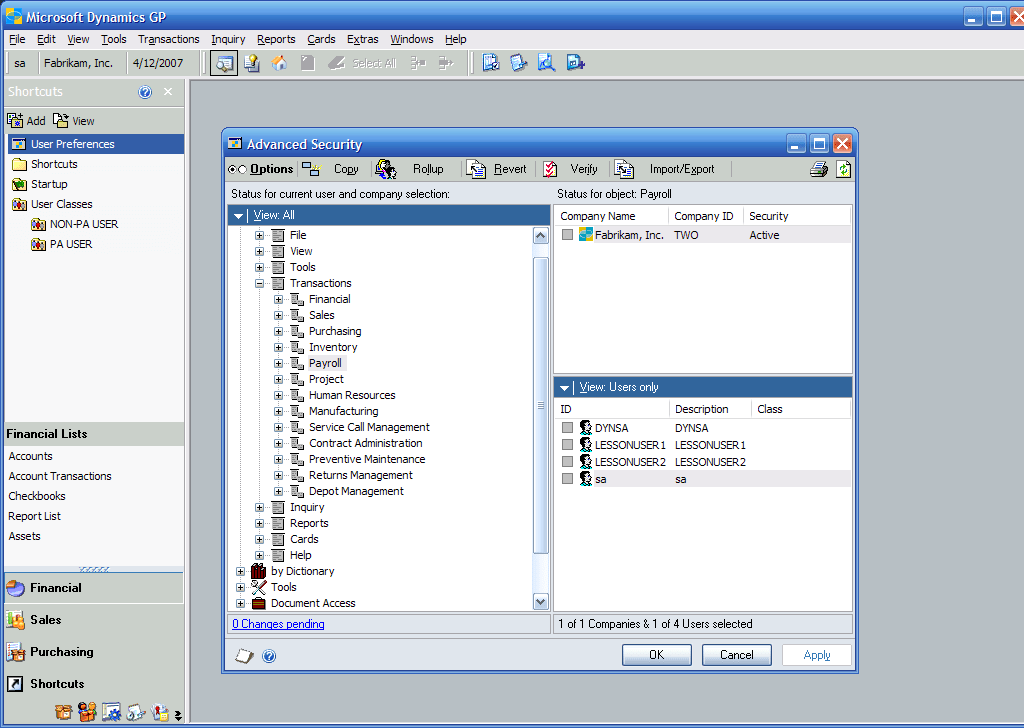 Microsoft Dynamics GP
File Edit View Tools Transactions Inquiry Reports Cards Extras Windows Help
sa Fabrikam, Inc. 4/12/2007 Select All
Shortcuts
Add View
User Preferences
Shortcuts
Startup
User Classes
NON-PA USER
PA USER
Financial Lists
Accounts
Account Transactions
Checkbooks
Report List
Assets
Financial
Sales
Purchasing
Shortcuts
Advanced Security
Options Copy Rollup Revert Verify Import/Export
Status for current user and company selection:
View: All
File
View
Tools
Transactions
Financial
Sales
Purchasing
Inventory
Payroll
Project
Human Resources
Manufacturing
Service Call Management
Contract Administration
Preventive Maintenance
Returns Management
Depot Management
Inquiry
Reports
Cards
Help
by Dictionary
Tools
Document Access
0 Changes pending
Status for object: Payroll
Company Name Company ID Security
Fabrikam, Inc. TWO Active
View: Users only
ID Description Class
DYNSA DYNSA
LESSONUSER1 LESSONUSER1
LESSONUSER2 LESSONUSER2
sa sa
1 of 1 Companies & 1 of 4 Users selected
OK Cancel Apply